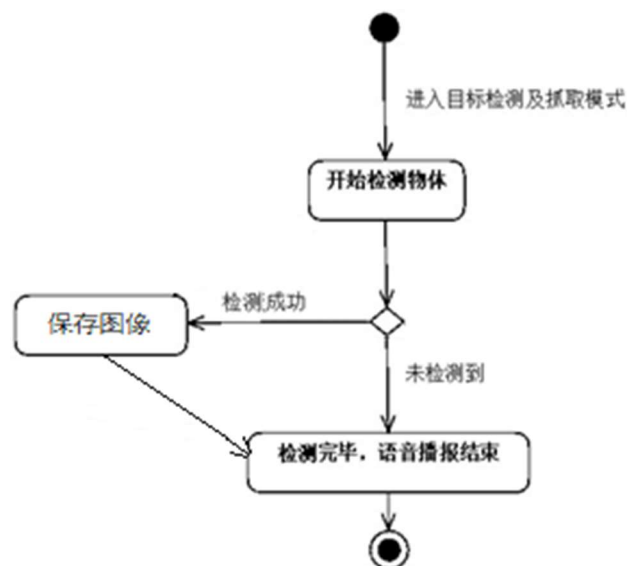 进入目标检测及抓取模式
开始检测物体
检测成功
保存图像
未检测到
检测完毕，语音播报结束